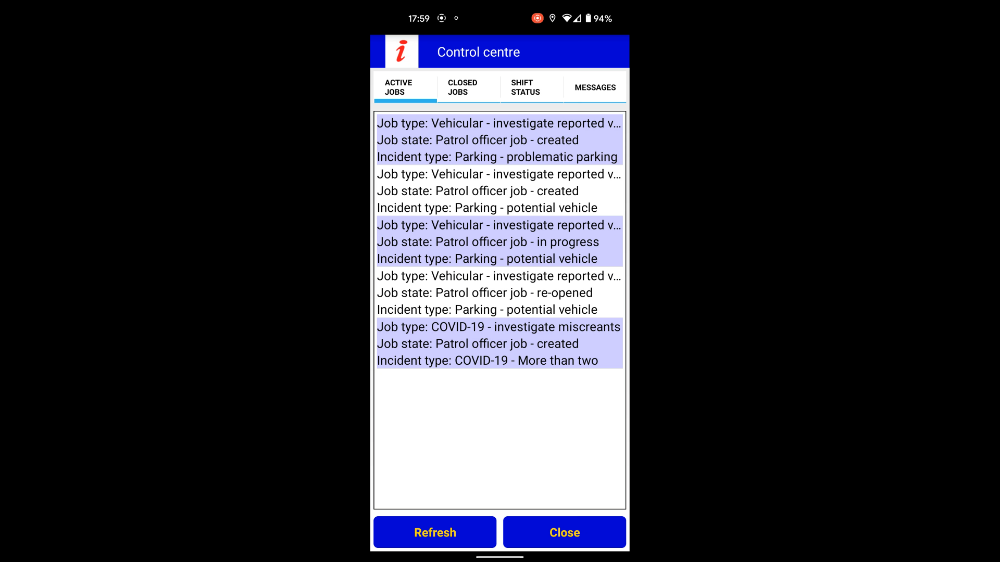 17:59
94%
i
Control centre
ACTIVE
JOBS
CLOSED
JOBS
SHIFT
STATUS
MESSAGES
Job type: Vehicular - investigate reported v...
Job state: Patrol officer job - created
Incident type: Parking - problematic parking
Job type: Vehicular - investigate reported v...
Job state: Patrol officer job - created
Incident type: Parking - potential vehicle
Job type: Vehicular - investigate reported v...
Job state: Patrol officer job - in progress
Incident type: Parking - potential vehicle
Job type: Vehicular - investigate reported v...
Job state: Patrol officer job - re-opened
Incident type: Parking - potential vehicle
Job type: COVID-19 - investigate miscreants
Job state: Patrol officer job - created
Incident type: COVID-19 - More than two
Refresh
Close